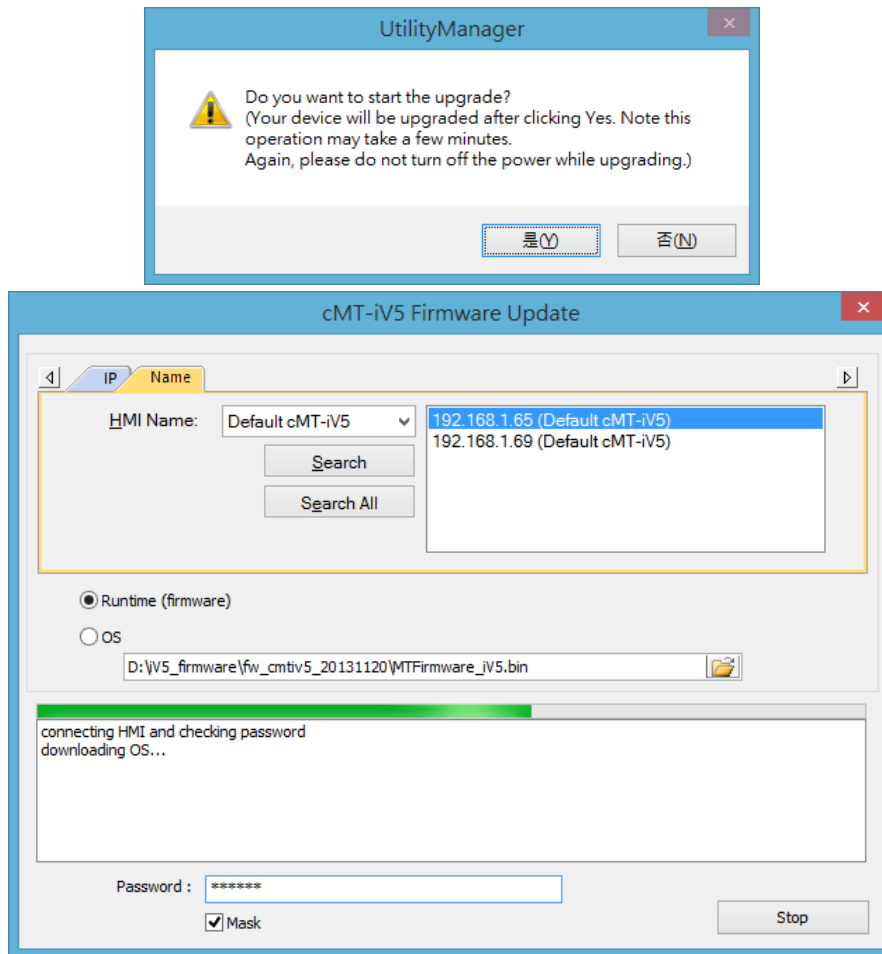 UtilityManager
Do you want to start the upgrade?
(Your device will be upgraded after clicking Yes. Note this
operation may take a few minutes.
Again, please do not turn off the power while upgrading.)
是(Y) 否(N)
cMT-iV5 Firmware Update
IP Name
HMI Name: Default cMT-iV5
192.168.1.65 (Default cMT-iV5)
192.168.1.69 (Default cMT-iV5)
Search
Search All
Runtime (firmware)
OS
D:\iV5_firmware\fw_cmtiv5_20131120\MTFirmware_iV5.bin
connecting HMI and checking password
downloading OS...
Password : ******
Mask
Stop